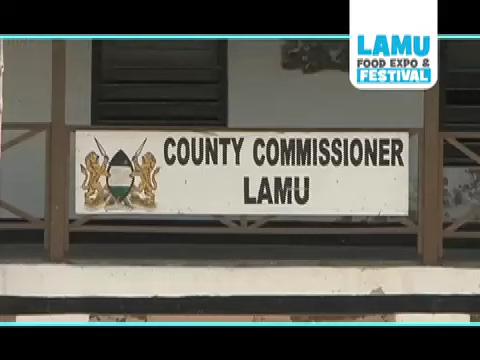 LAMU
FOOD EXPO &
FESTIVAL
COUNTY COMMISSIONER
LAMU